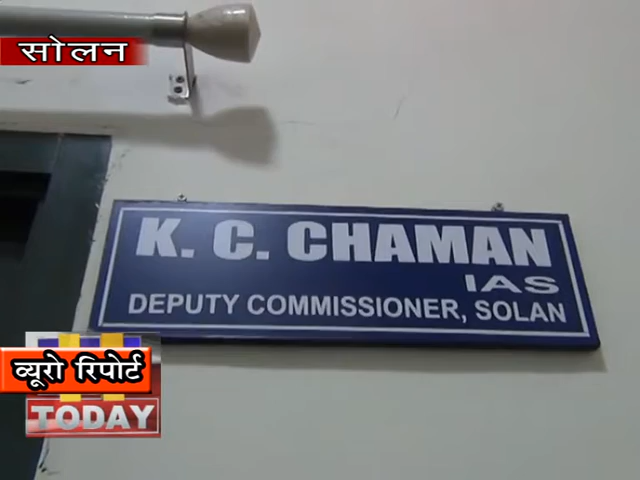 सोलन
K. C. CHAMAN
IAS
DEPUTY COMMISSIONER, SOLAN
ब्यूरो रिपोर्ट
TODAY